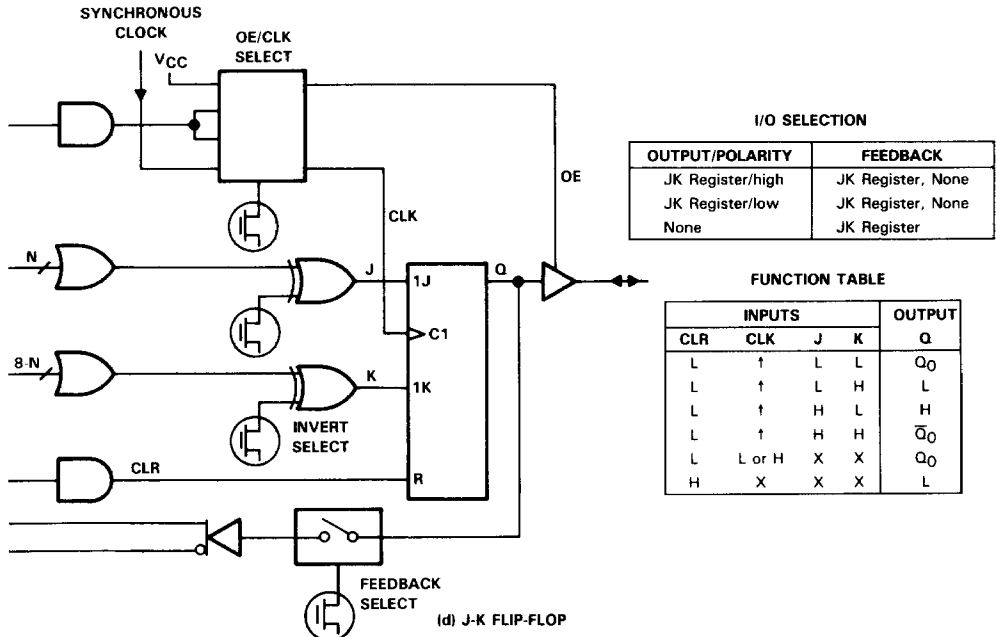 SYNCHRONOUS
CLOCK
OE/CLK
SELECT
VCC
I/O SELECTION
OUTPUT/POLARITY FEEDBACK
JK Register/high JK Register, None
JK Register/low JK Register, None
None JK Register
OE
CLK
N
J
1J
Q
C1
8-N
K
1K
INVERT
SELECT
CLR
R
FUNCTION TABLE
INPUTS OUTPUT
CLR CLK J K Q
L ↑ L L Q0
L ↑ L H L
L ↑ H L H
L ↑ H H Q̅0
L L or H X X Q0
H X X X L
FEEDBACK
SELECT
(d) J-K FLIP-FLOP